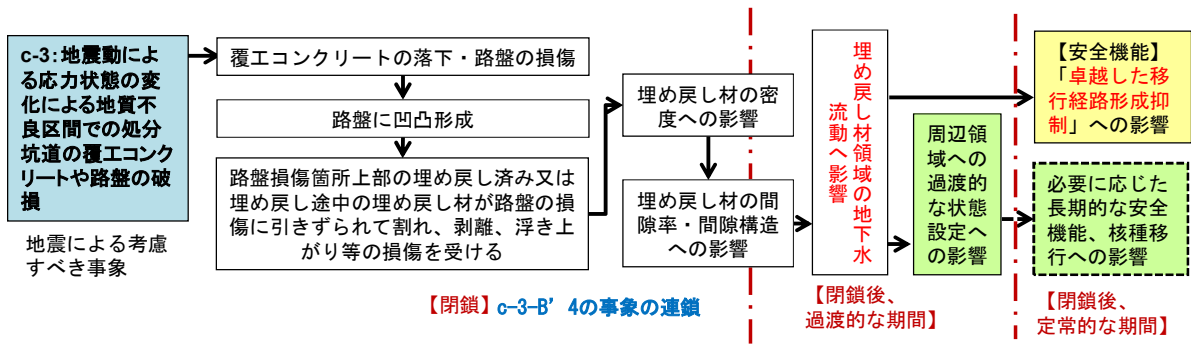 c-3:地震動によ
る応力状態の変
化による地質不
良区間での処分
坑道の覆エコンク
リートや路盤の破
損
地震による考慮
すべき事象
覆エコンクリートの落下・路盤の損傷
路盤に凹凸形成
路盤損傷箇所上部の埋め戻し済み又は
埋め戻し途中の埋め戻し材が路盤の損
傷に引きずられて割れ、剥離、浮き上
がり等の損傷を受ける
埋め戻し材の密
度への影響
埋め戻し材の間
隙率・間隙構造
への影響
【閉鎖】c-3-B’4の事象の連鎖
埋め戻し材領域の地下水
流動へ影響
周辺領
域への
過渡的
な状態
設定へ
の影響
【閉鎖後、
過渡的な期間】
【安全機能】
「卓越した移
行経路形成抑
制」への影響
必要に応じた
長期的な安全
機能、核種移
行への影響
【閉鎖後、
定常的な期間】